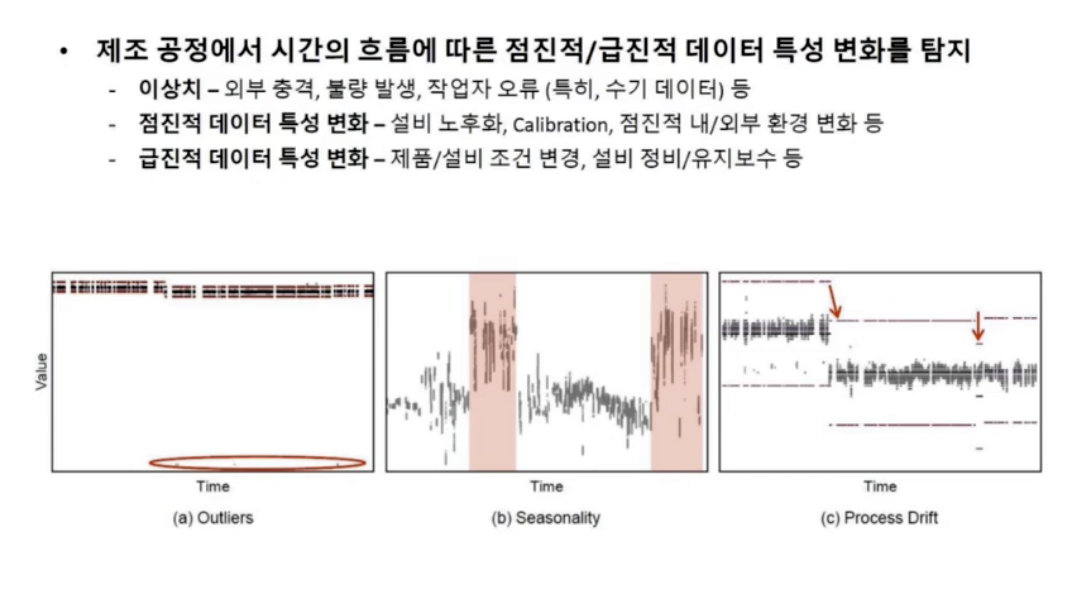 • 제조 공정에서 시간의 흐름에 따른 점진적/급진적 데이터 특성 변화를 탐지
- 이상치 – 외부 충격, 불량 발생, 작업자 오류 (특히, 수기 데이터) 등
- 점진적 데이터 특성 변화 – 설비 노후화, Calibration, 점진적 내/외부 환경 변화 등
- 급진적 데이터 특성 변화 – 제품/설비 조건 변경, 설비 정비/유지보수 등
Value
Time
Time
Time
(a) Outliers
(b) Seasonality
(c) Process Drift